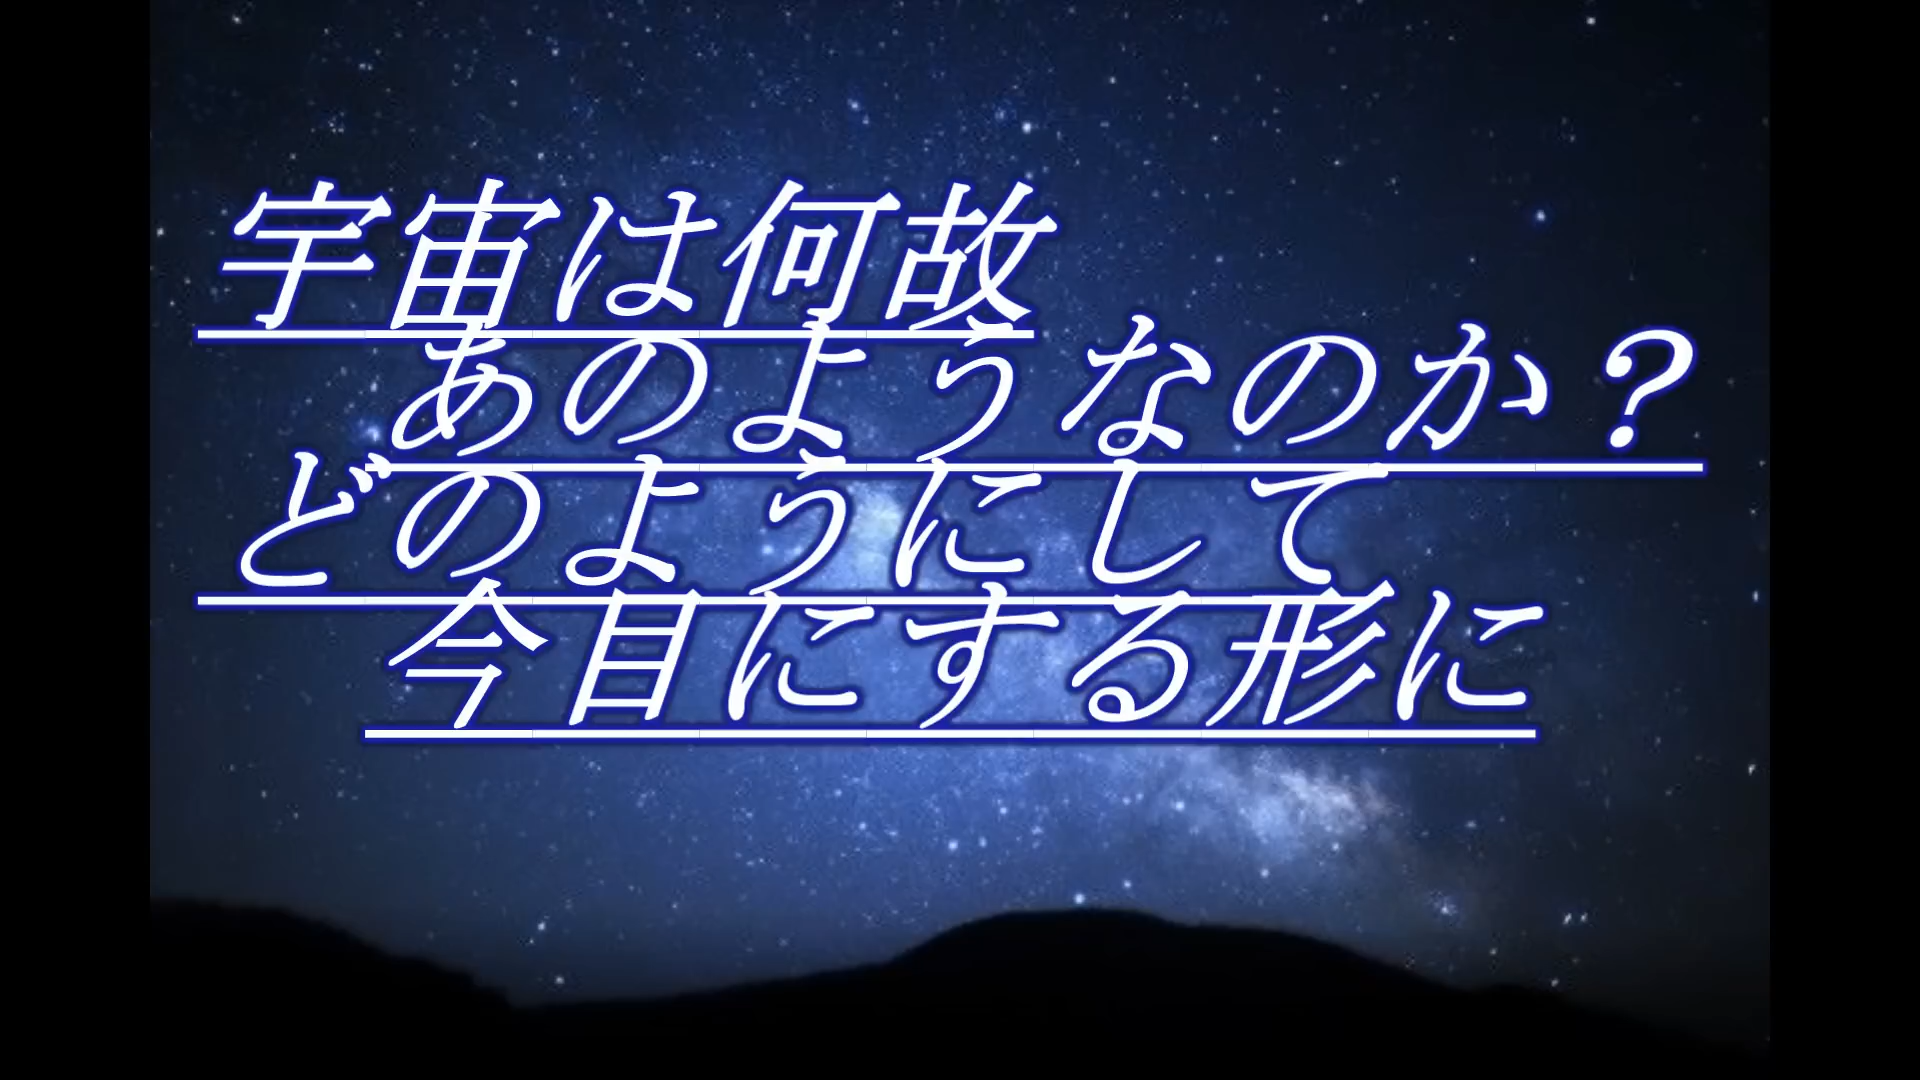 宇宙は何故
あのようなのか？
どのようにして
今目にする形に